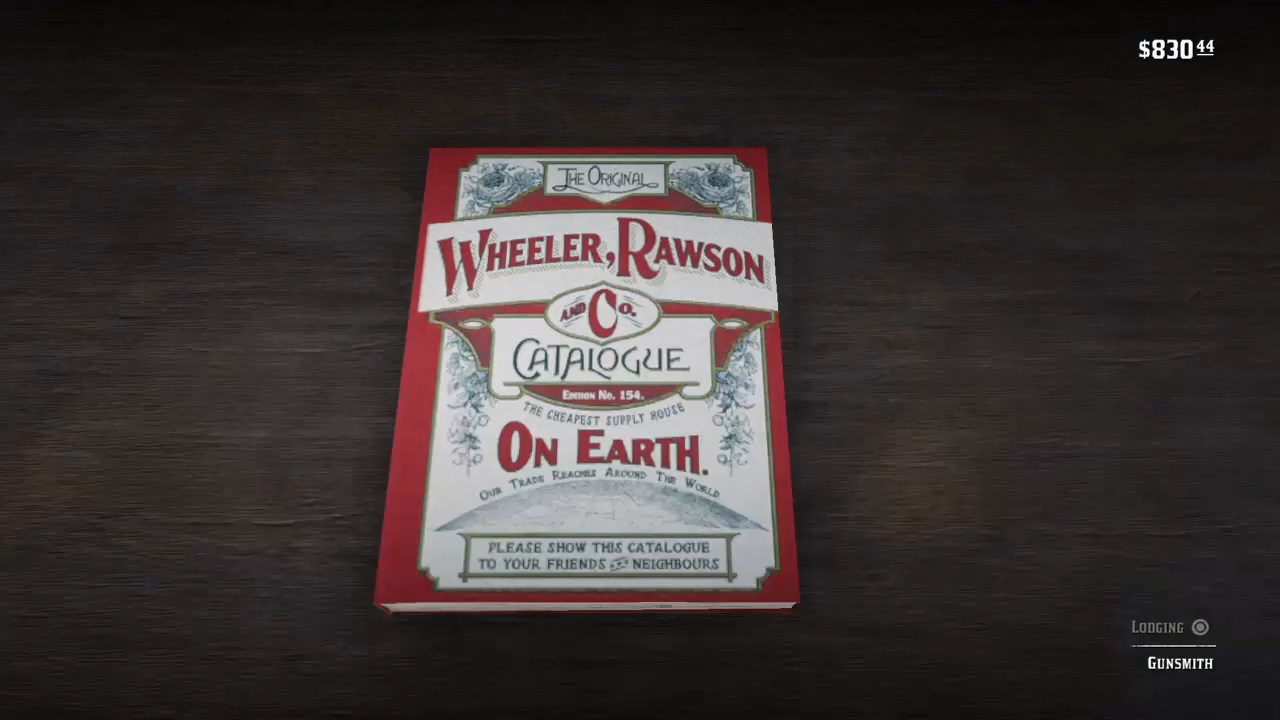 $830 44
THE ORIGINAL
WHEELER, RAWSON
AND CO.
CATALOGUE
EDITION No. 154.
THE CHEAPEST SUPPLY HOUSE
ON EARTH.
OUR TRADE REACHES AROUND THE WORLD
PLEASE SHOW THIS CATALOGUE
TO YOUR FRIENDS AND NEIGHBOURS
LODGING
GUNSMITH